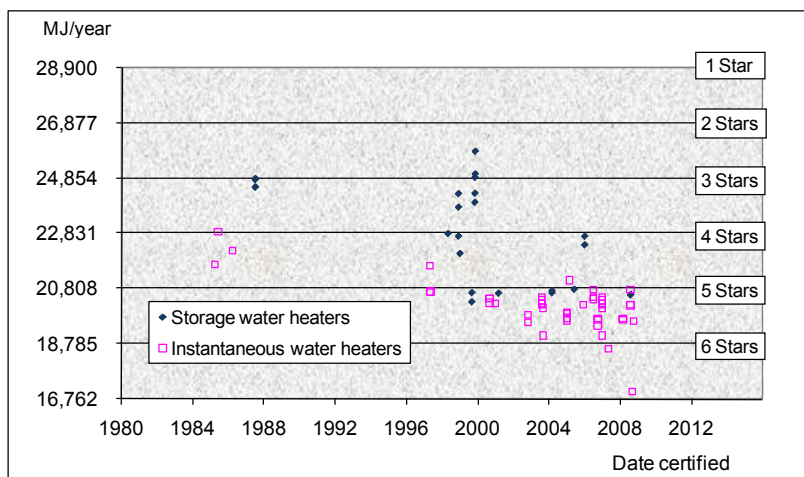 MJ/year
28,900
1 Star
26,877
2 Stars
24,854
3 Stars
22,831
4 Stars
20,808
5 Stars
Storage water heaters
Instantaneous water heaters
18,785
6 Stars
16,762
1980 1984 1988 1992 1996 2000 2004 2008 2012
Date certified